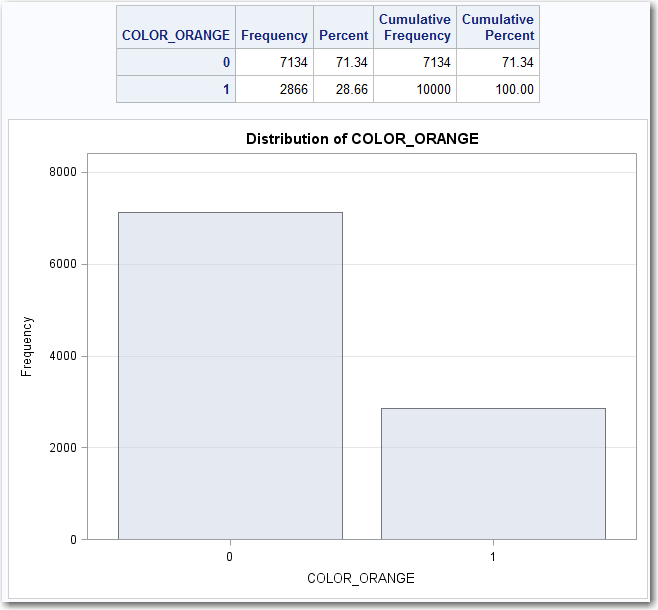 Cumulative Cumulative
COLOR_ORANGE Frequency Percent Frequency Percent
0 7134 71.34 7134 71.34
1 2866 28.66 10000 100.00
Distribution of COLOR_ORANGE
8000
6000
4000
2000
0
Frequency
0 1
COLOR_ORANGE